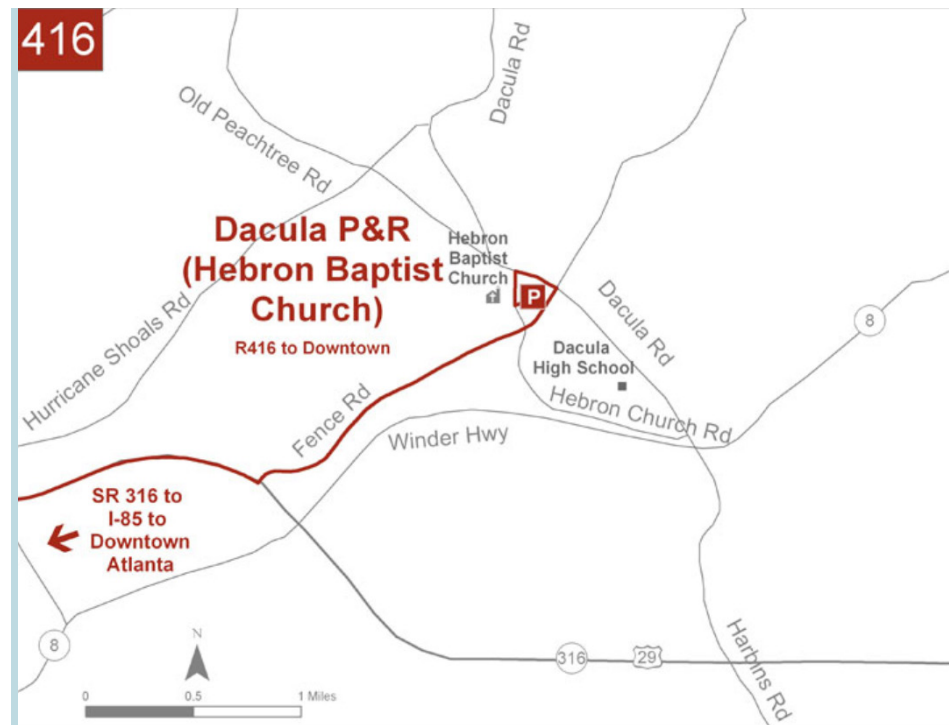 416
Dacula Rd
Old Peachtree Rd
Dacula P&R
(Hebron Baptist
Church)
R416 to Downtown
Hebron
Baptist
Church
P
Hurricane Shoals Rd
Dacula Rd
8
Dacula
High School
Hebron Church Rd
Fence Rd
Winder Hwy
SR 316 to
I-85 to
Downtown
Atlanta
8
N
0 0.5 1 Miles
316
29
Harbins Rd